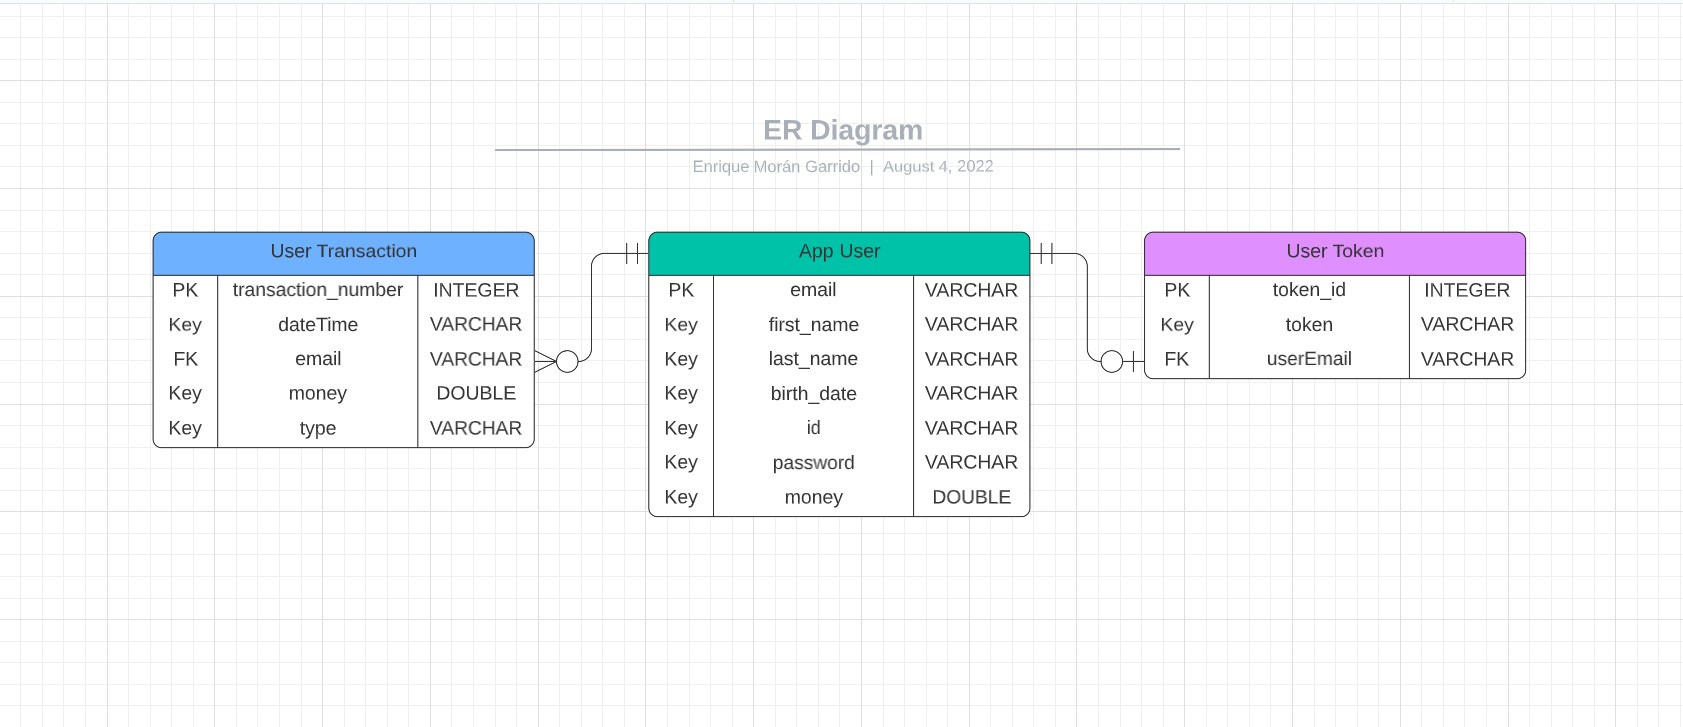 ER Diagram
Enrique Morán Garrido | August 4, 2022
User Transaction
PK transaction_number INTEGER
Key dateTime VARCHAR
FK email VARCHAR
Key money DOUBLE
Key type VARCHAR
App User
PK email VARCHAR
Key first_name VARCHAR
Key last_name VARCHAR
Key birth_date VARCHAR
Key id VARCHAR
Key password VARCHAR
Key money DOUBLE
User Token
PK token_id INTEGER
Key token VARCHAR
FK userEmail VARCHAR